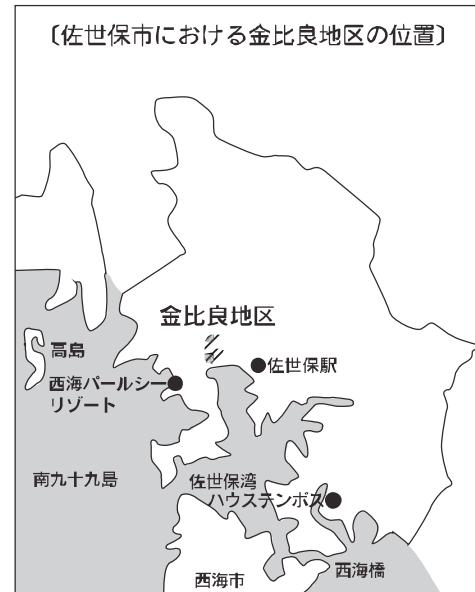 〔佐世保市における金比良地区の位置〕
金比良地区
佐世保駅
高島
西海パールシー
リゾート
南九十九島
佐世保湾
ハウステンボス
西海橋
西海市